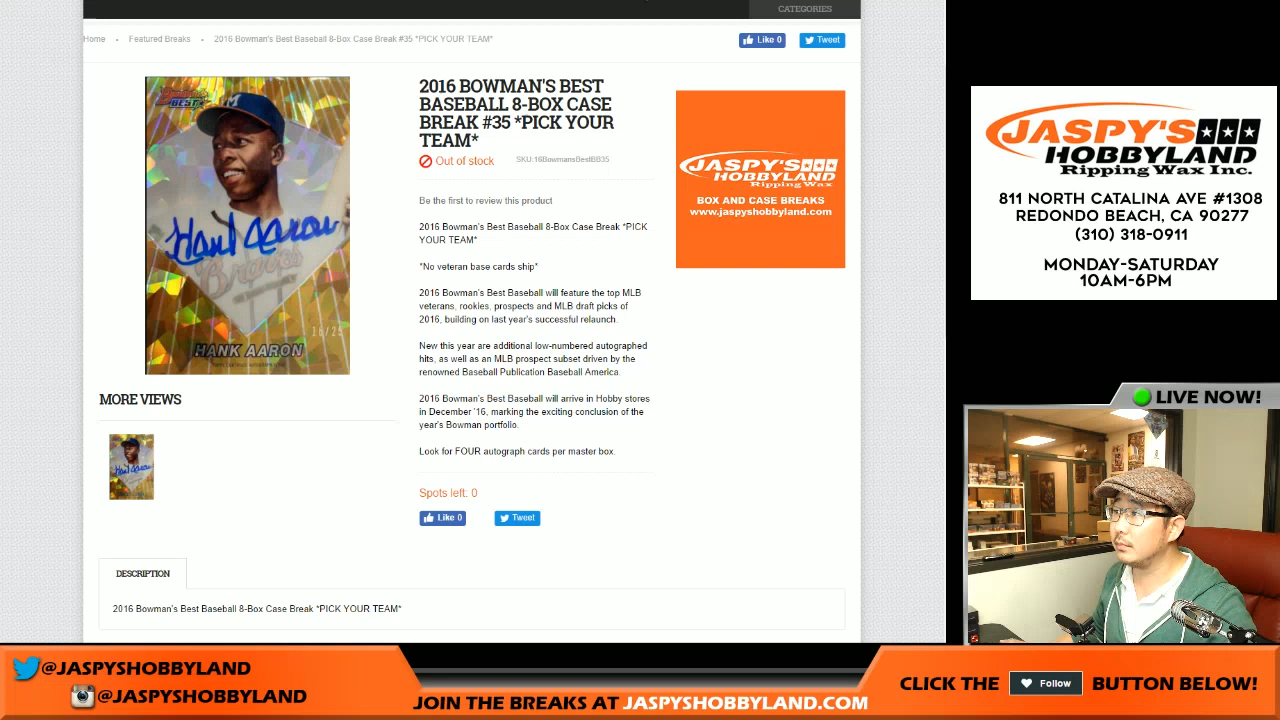 CATEGORIES
Home • Featured Breaks • 2016 Bowman's Best Baseball 8-Box Case Break #35 *PICK YOUR TEAM*
Like 0
Tweet
2016 BOWMAN'S BEST
BASEBALL 8-BOX CASE
BREAK #35 *PICK YOUR
TEAM*
Out of stock
SKU:16BowmansBestBB35
Be the first to review this product
2016 Bowman's Best Baseball 8-Box Case Break *PICK
YOUR TEAM*
*No veteran base cards ship*
2016 Bowman's Best Baseball will feature the top MLB
veterans, rookies, prospects and MLB draft picks of
2016, building on last year's successful relaunch.
New this year are additional low-numbered autographed
hits, as well as an MLB prospect subset driven by the
renowned Baseball Publication Baseball America.
2016 Bowman's Best Baseball will arrive in Hobby stores
in December '16, marking the exciting conclusion of the
year's Bowman portfolio.
Look for FOUR autograph cards per master box.
Spots left: 0
Like 0
Tweet
BEST
M
Hank Aaron
Braves
HANK AARON
MORE VIEWS
DESCRIPTION
2016 Bowman's Best Baseball 8-Box Case Break *PICK YOUR TEAM*
JASPY'S
HOBBYLAND
Ripping Wax
BOX AND CASE BREAKS
www.jaspyshobbyland.com
JASPY'S
HOBBYLAND
Ripping Wax Inc.
811 NORTH CATALINA AVE #1308
REDONDO BEACH, CA 90277
(310) 318-0911
MONDAY-SATURDAY
10AM-6PM
LIVE NOW!
@JASPYSHOBBYLAND
@JASPYSHOBBYLAND
JOIN THE BREAKS AT JASPYSHOBBYLAND.COM
CLICK THE Follow BUTTON BELOW!